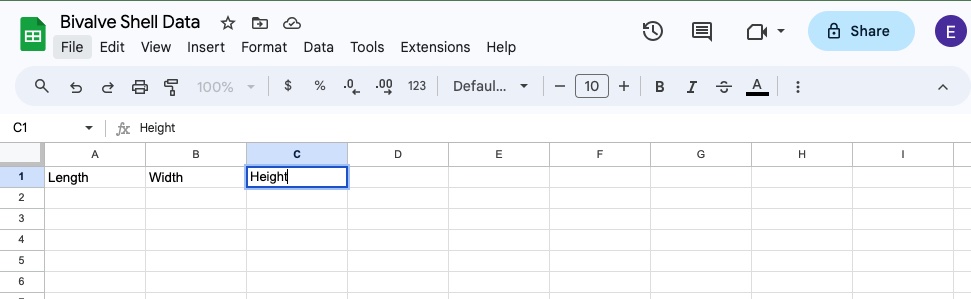 Bivalve Shell Data
File Edit View Insert Format Data Tools Extensions Help
Share
E
100% $ % .0 .00 123 Defaul... − 10 + B I S A
C1 fx Height
A B C D E F G H I
1 Length Width Height
2
3
4
5
6